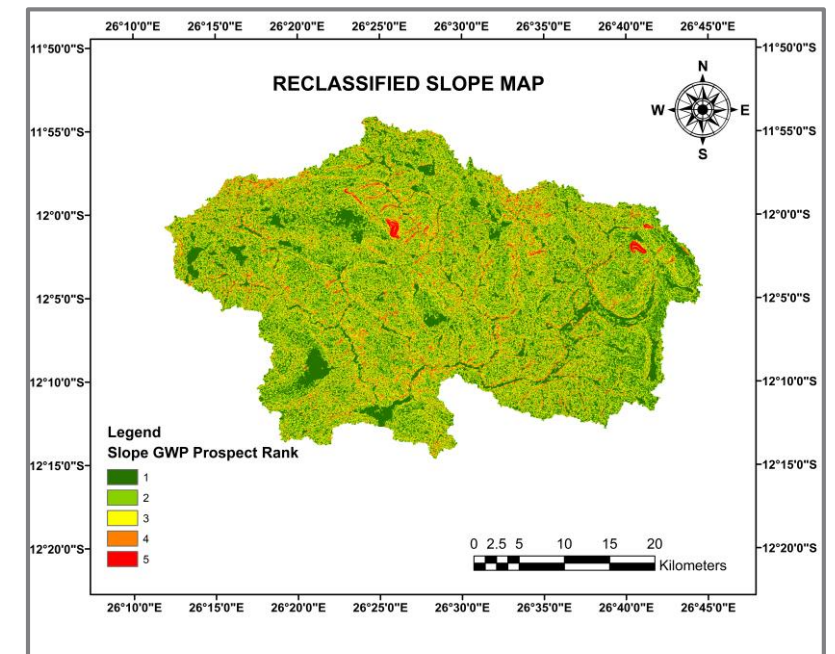 26°10'0"E 26°15'0"E 26°20'0"E 26°25'0"E 26°30'0"E 26°35'0"E 26°40'0"E 26°45'0"E
11°50'0"S 11°50'0"S
RECLASSIFIED SLOPE MAP
N
W E
S
11°55'0"S 11°55'0"S
12°0'0"S 12°0'0"S
12°5'0"S 12°5'0"S
12°10'0"S 12°10'0"S
Legend
Slope GWP Prospect Rank
12°15'0"S 12°15'0"S
1
2
3
4
5
12°20'0"S 12°20'0"S
0 2.5 5 10 15 20
Kilometers
26°10'0"E 26°15'0"E 26°20'0"E 26°25'0"E 26°30'0"E 26°35'0"E 26°40'0"E 26°45'0"E